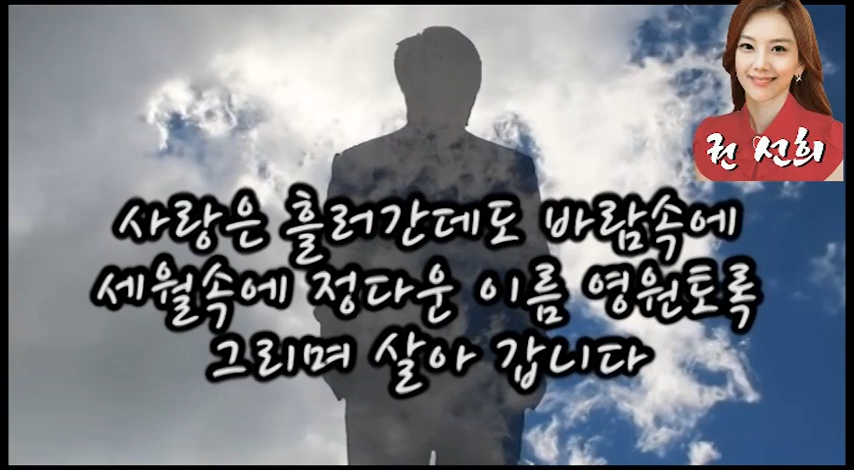 권 선희
사랑은 흘러간데도 바람속에
세월속에 정다운 이름 영원토록
그리며 살아 갑니다